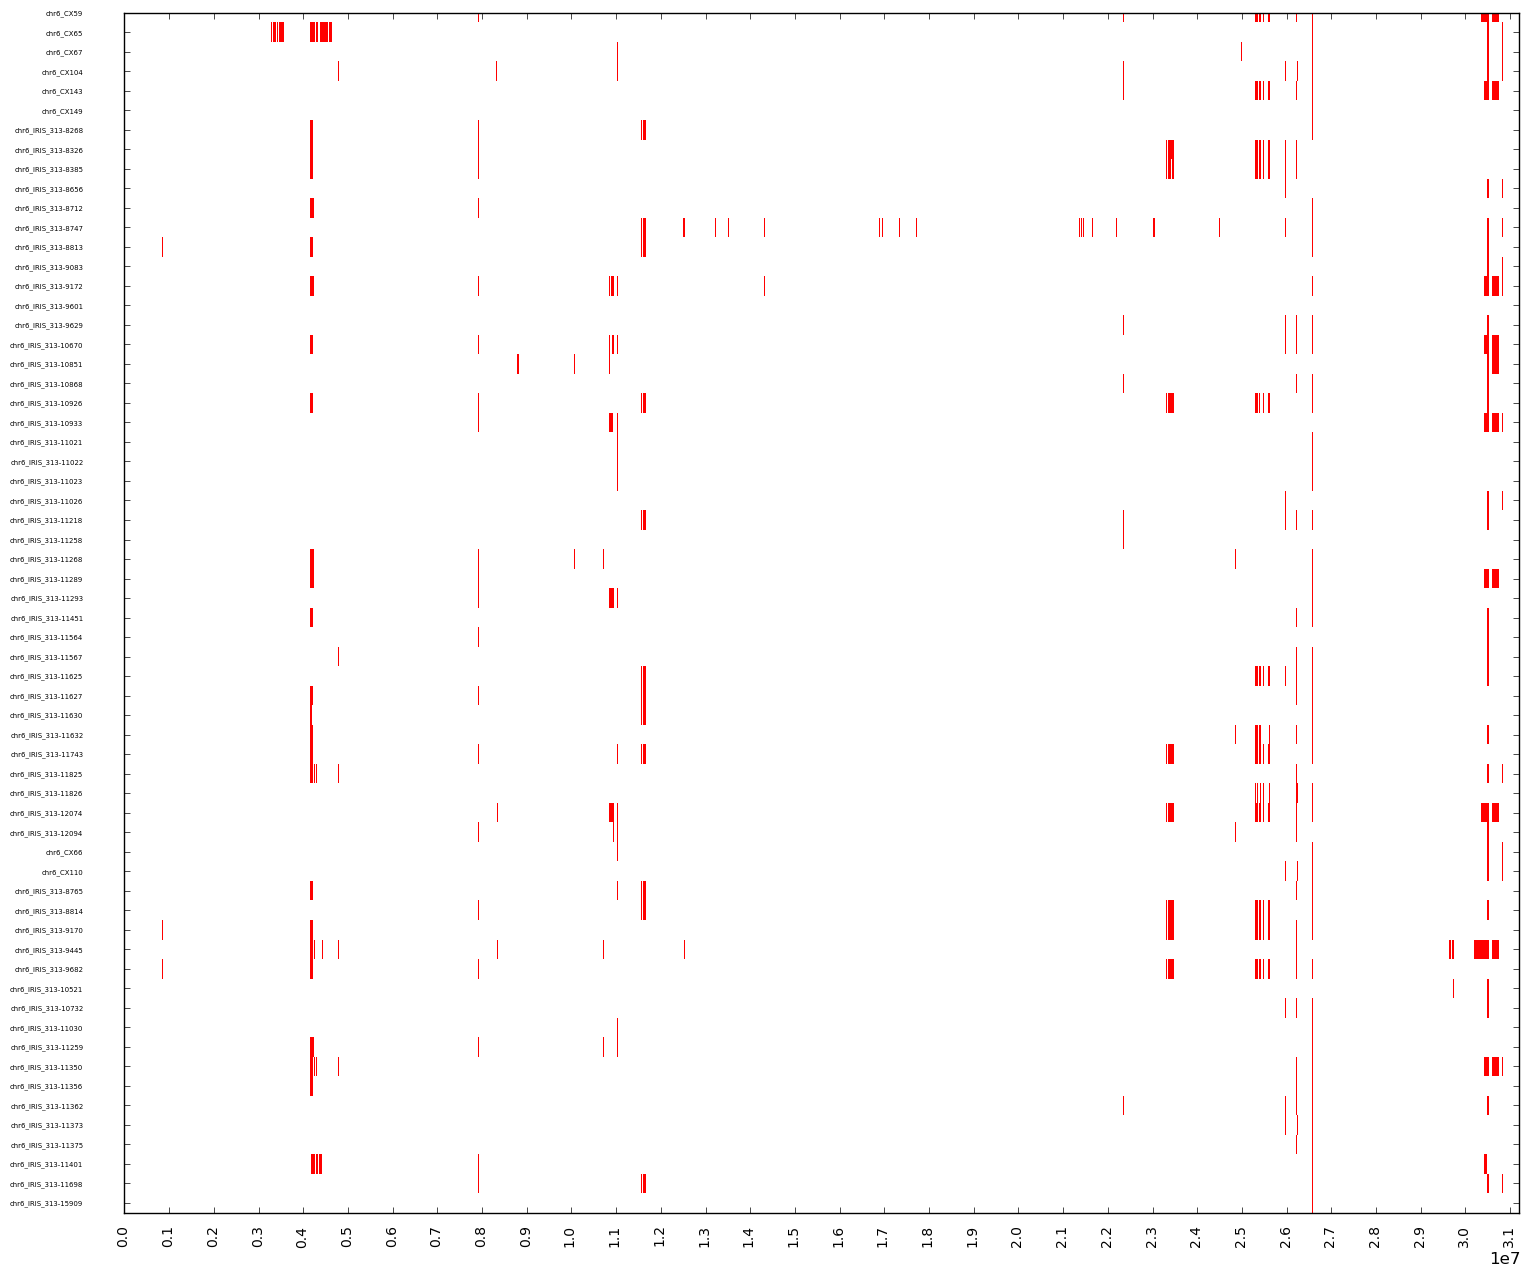 chr6_CX59
chr6_CX65
chr6_CX67
chr6_CX104
chr6_CX143
chr6_CX149
chr6_IRIS_313-8268
chr6_IRIS_313-8326
chr6_IRIS_313-8385
chr6_IRIS_313-8656
chr6_IRIS_313-8712
chr6_IRIS_313-8747
chr6_IRIS_313-8813
chr6_IRIS_313-9083
chr6_IRIS_313-9172
chr6_IRIS_313-9601
chr6_IRIS_313-9629
chr6_IRIS_313-10670
chr6_IRIS_313-10851
chr6_IRIS_313-10868
chr6_IRIS_313-10926
chr6_IRIS_313-10933
chr6_IRIS_313-11021
chr6_IRIS_313-11022
chr6_IRIS_313-11023
chr6_IRIS_313-11026
chr6_IRIS_313-11218
chr6_IRIS_313-11258
chr6_IRIS_313-11268
chr6_IRIS_313-11289
chr6_IRIS_313-11293
chr6_IRIS_313-11451
chr6_IRIS_313-11564
chr6_IRIS_313-11567
chr6_IRIS_313-11625
chr6_IRIS_313-11627
chr6_IRIS_313-11630
chr6_IRIS_313-11632
chr6_IRIS_313-11743
chr6_IRIS_313-11825
chr6_IRIS_313-11826
chr6_IRIS_313-12074
chr6_IRIS_313-12094
chr6_CX66
chr6_CX110
chr6_IRIS_313-8765
chr6_IRIS_313-8814
chr6_IRIS_313-9170
chr6_IRIS_313-9445
chr6_IRIS_313-9682
chr6_IRIS_313-10521
chr6_IRIS_313-10732
chr6_IRIS_313-11030
chr6_IRIS_313-11259
chr6_IRIS_313-11350
chr6_IRIS_313-11356
chr6_IRIS_313-11362
chr6_IRIS_313-11373
chr6_IRIS_313-11375
chr6_IRIS_313-11401
chr6_IRIS_313-11698
chr6_IRIS_313-15909
0.0 0.1 0.2 0.3 0.4 0.5 0.6 0.7 0.8 0.9 1.0 1.1 1.2 1.3 1.4 1.5 1.6 1.7 1.8 1.9 2.0 2.1 2.2 2.3 2.4 2.5 2.6 2.7 2.8 2.9 3.0 3.1
1e7